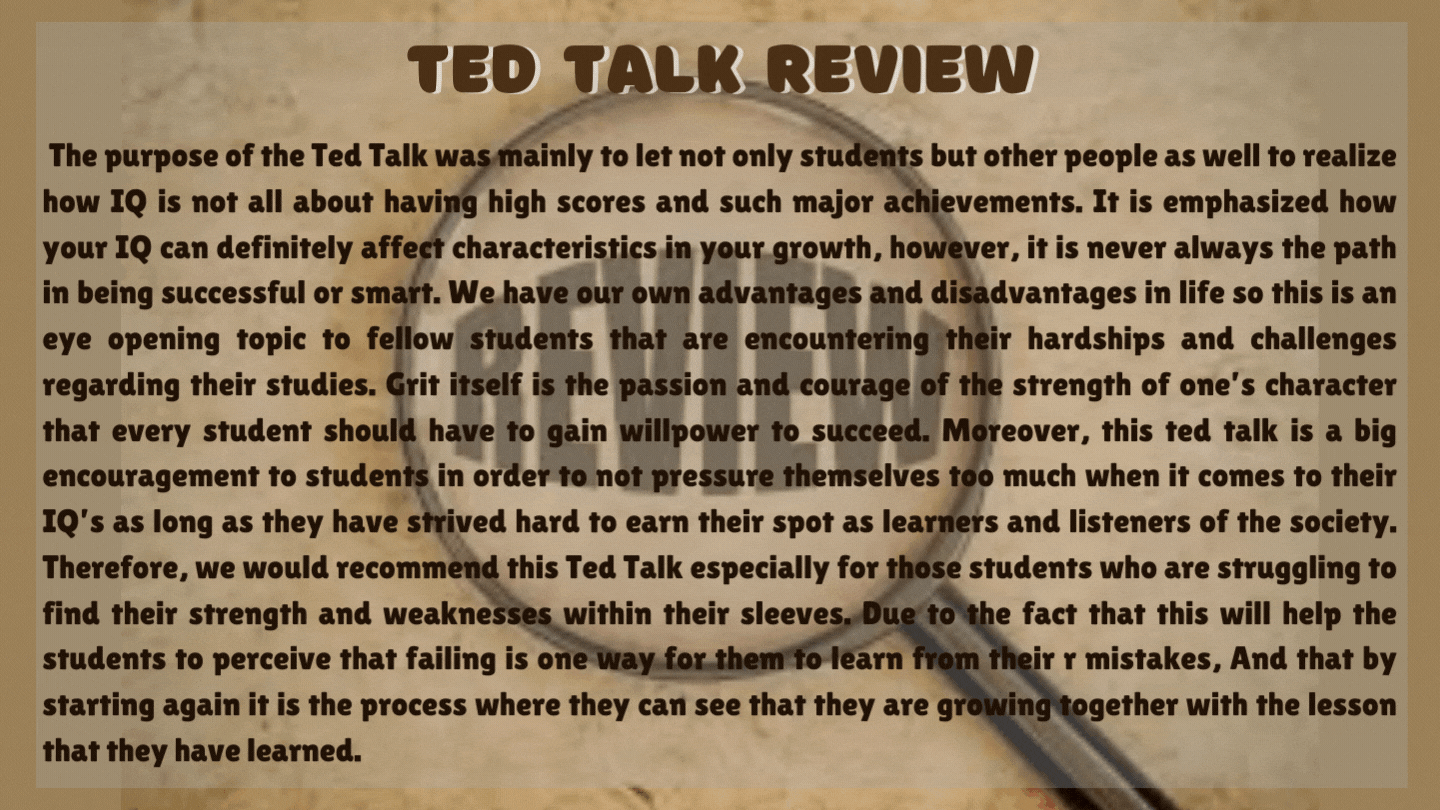 TED TALK REVIEW
The purpose of the Ted Talk was mainly to let not only students but other people as well to realize
how IQ is not all about having high scores and such major achievements. It is emphasized how
your IQ can definitely affect characteristics in your growth, however, it is never always the path
in being successful or smart. We have our own advantages and disadvantages in life so this is an
eye opening topic to fellow students that are encountering their hardships and challenges
regarding their studies. Grit itself is the passion and courage of the strength of one's character
that every student should have to gain willpower to succeed. Moreover, this ted talk is a big
encouragement to students in order to not pressure themselves too much when it comes to their
IQ's as long as they have strived hard to earn their spot as learners and listeners of the society.
Therefore, we would recommend this Ted Talk especially for those students who are struggling to
find their strength and weaknesses within their sleeves. Due to the fact that this will help the
students to perceive that failing is one way for them to learn from their r mistakes, And that by
starting again it is the process where they can see that they are growing together with the lesson
that they have learned.
REVIEW